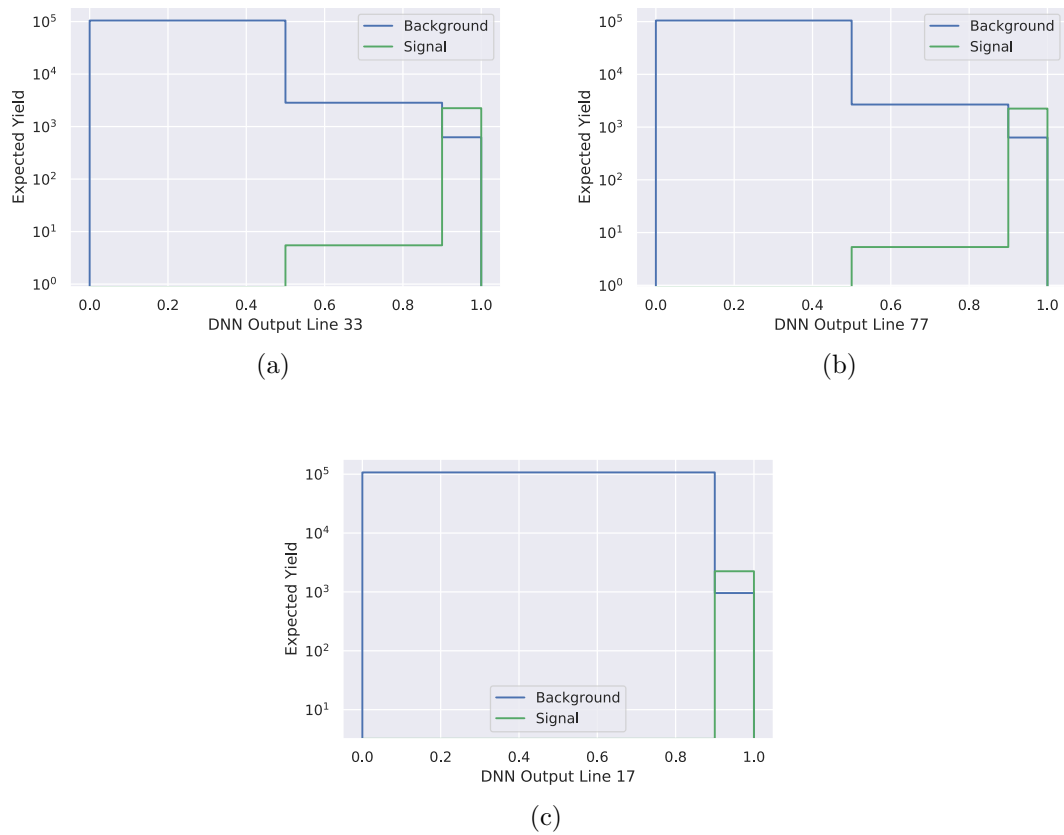 10^5
10^4
10^3
10^2
10^1
10^0
Expected Yield
Background
Signal
0.0 0.2 0.4 0.6 0.8 1.0
DNN Output Line 33
(a)
10^5
10^4
10^3
10^2
10^1
10^0
Expected Yield
Background
Signal
0.0 0.2 0.4 0.6 0.8 1.0
DNN Output Line 77
(b)
10^5
10^4
10^3
10^2
10^1
Expected Yield
Background
Signal
0.0 0.2 0.4 0.6 0.8 1.0
DNN Output Line 17
(c)